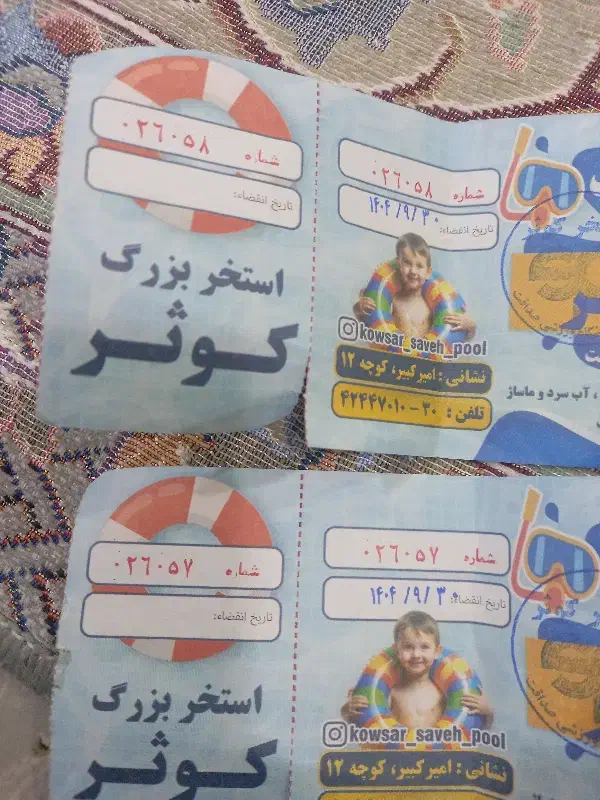 شماره ۰۲۶۰۵۸
تاریخ انقضاء:
استخر بزرگ
کوثر
شماره ۰۲۶۰۵۸
تاریخ انقضاء: ۱۴۰۴/۹/۳۰
kowsar_saveh_pool
نشانی: امیرکبیر، کوچه ۱۲
تلفن: ۳۰-۴۲۴۴۷۰۱۰
، آب سرد و ماساژ
شماره ۰۲۶۰۵۷
تاریخ انقضاء:
استخر بزرگ
کوثر
شماره ۰۲۶۰۵۷
تاریخ انقضاء: ۱۴۰۴/۹/۳۰
kowsar_saveh_pool
نشانی: امیرکبیر، کوچه ۱۲